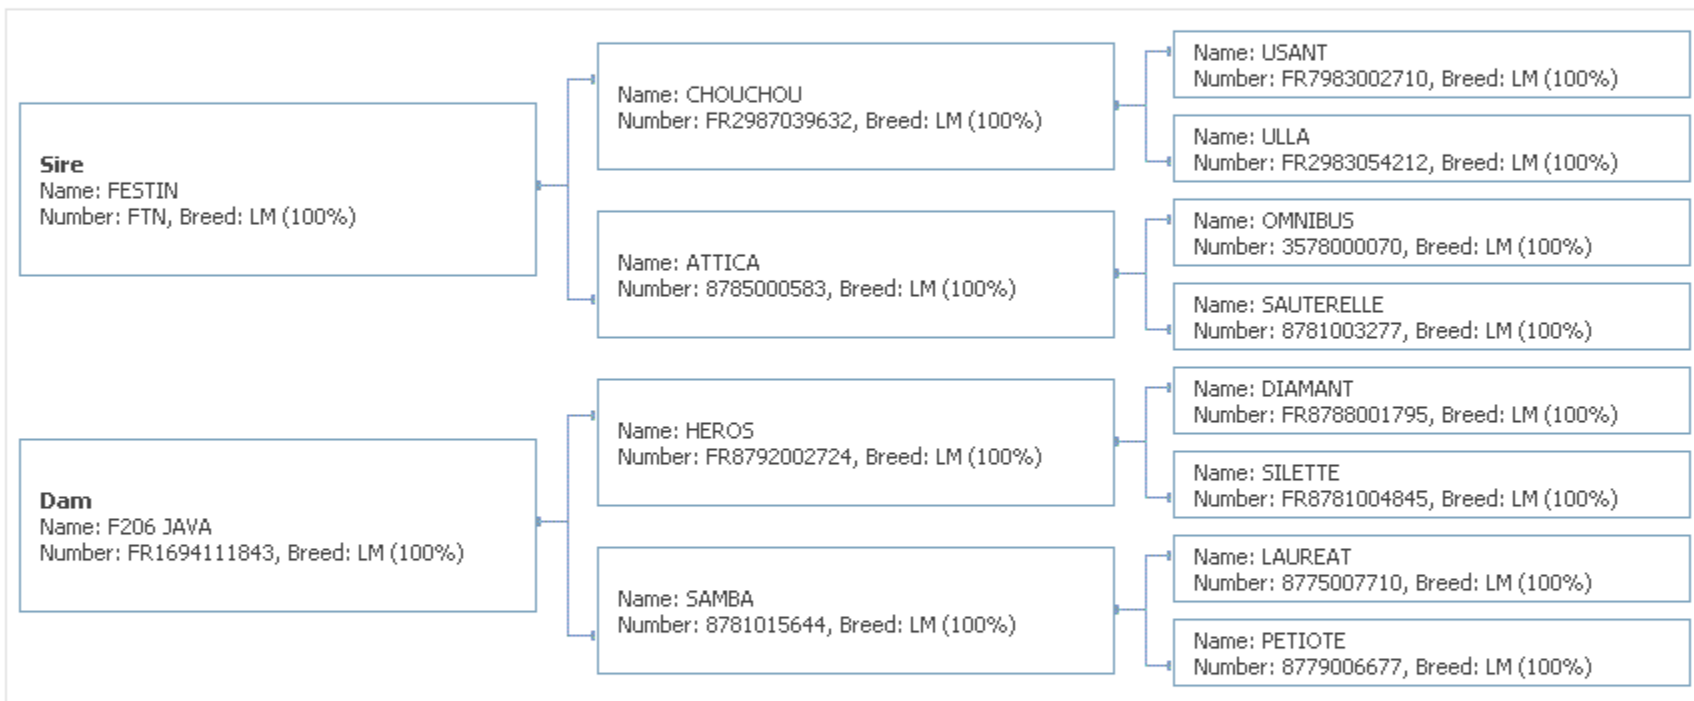 Sire
Name: FESTIN
Number: FTN, Breed: LM (100%)
Name: CHOUCHOU
Number: FR2987039632, Breed: LM (100%)
Name: USANT
Number: FR7983002710, Breed: LM (100%)
Name: ULLA
Number: FR2983054212, Breed: LM (100%)
Name: ATTICA
Number: 8785000583, Breed: LM (100%)
Name: OMNIBUS
Number: 3578000070, Breed: LM (100%)
Name: SAUTERELLE
Number: 8781003277, Breed: LM (100%)
Dam
Name: F206 JAVA
Number: FR1694111843, Breed: LM (100%)
Name: HEROS
Number: FR8792002724, Breed: LM (100%)
Name: DIAMANT
Number: FR8788001795, Breed: LM (100%)
Name: SILETTE
Number: FR8781004845, Breed: LM (100%)
Name: SAMBA
Number: 8781015644, Breed: LM (100%)
Name: LAUREAT
Number: 8775007710, Breed: LM (100%)
Name: PETIOTE
Number: 8779006677, Breed: LM (100%)